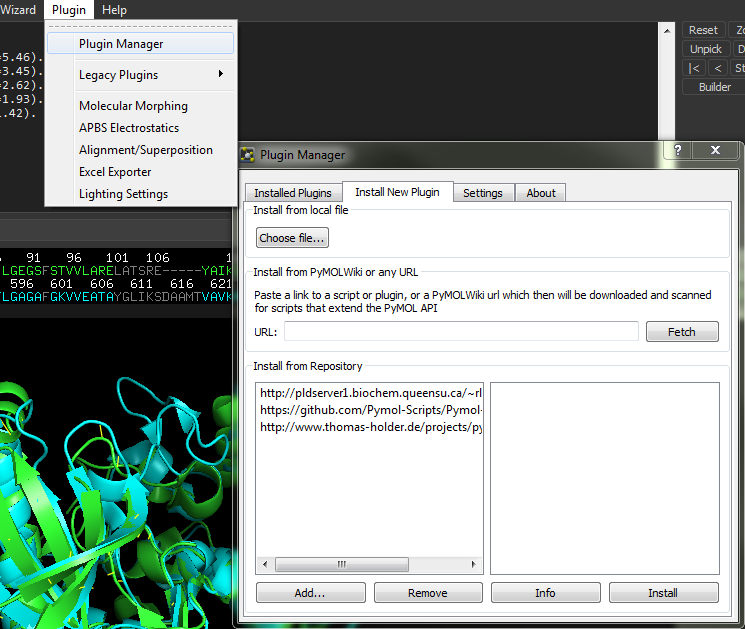 Wizard Plugin Help
Plugin Manager
Legacy Plugins
Molecular Morphing
APBS Electrostatics
Alignment/Superposition
Excel Exporter
Lighting Settings
=5.46).
=3.45).
=2.62).
=1.93).
1.42).
Reset
Unpick
|< <
Builder
Plugin Manager
? X
Installed Plugins Install New Plugin Settings About
Install from local file
Choose file...
Install from PyMOLWiki or any URL
Paste a link to a script or plugin, or a PyMOLWiki url which then will be downloaded and scanned
for scripts that extend the PyMOL API
URL: Fetch
Install from Repository
http://pldserver1.biochem.queensu.ca/~rl
https://github.com/Pymol-Scripts/Pymol-
http://www.thomas-holder.de/projects/py
Add... Remove Info Install
91 96 101 106 1
LGEGSFSTVVLARELATSRE-----YAIK
596 601 606 611 616 621
LGAGAFGKVVEATAYGLIKSDAAMTVAVK